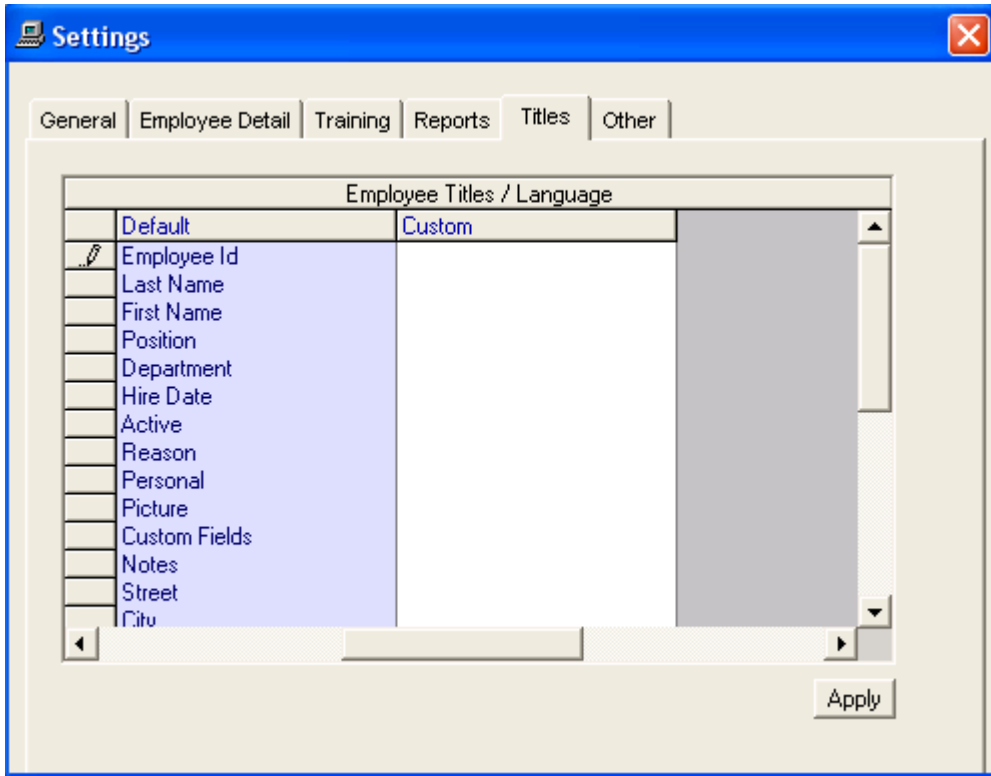 Settings
General Employee Detail Training Reports Titles Other
Employee Titles / Language
Default Custom
Employee Id
Last Name
First Name
Position
Department
Hire Date
Active
Reason
Personal
Picture
Custom Fields
Notes
Street
City
Apply